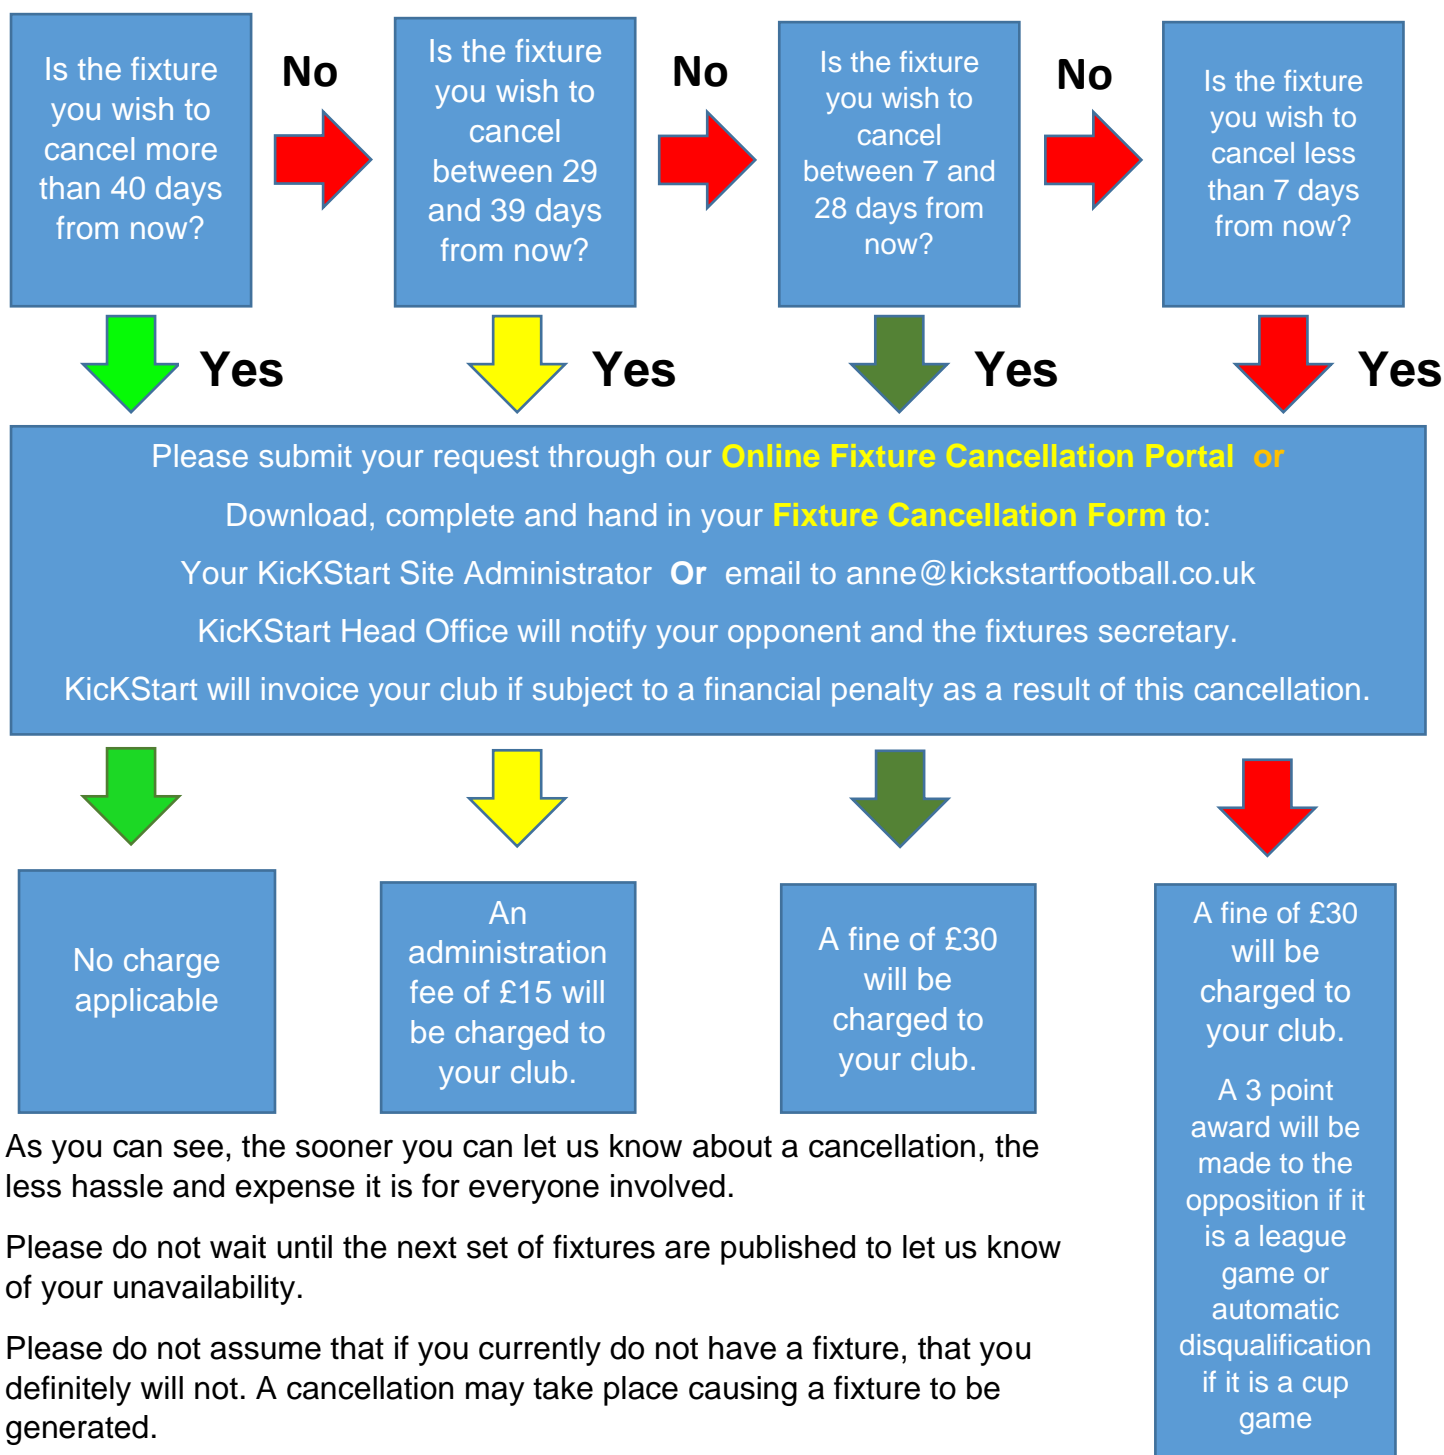 Is the fixture
you wish to
cancel more
than 40 days
from now?
No
Is the fixture
you wish to
cancel
between 29
and 39 days
from now?
No
Is the fixture
you wish to
cancel
between 7 and
28 days from
now?
No
Is the fixture
you wish to
cancel less
than 7 days
from now?
Yes
Yes
Yes
Yes
Please submit your request through our Online Fixture Cancellation Portal or
Download, complete and hand in your Fixture Cancellation Form to:
Your KicKStart Site Administrator Or email to anne@kickstartfootball.co.uk
KicKStart Head Office will notify your opponent and the fixtures secretary.
KicKStart will invoice your club if subject to a financial penalty as a result of this cancellation.
No charge
applicable
An
administration
fee of £15 will
be charged to
your club.
A fine of £30
will be
charged to
your club.
A fine of £30
will be
charged to
your club.
A 3 point
award will be
made to the
opposition if it
is a league
game or
automatic
disqualification
if it is a cup
game
As you can see, the sooner you can let us know about a cancellation, the
less hassle and expense it is for everyone involved.
Please do not wait until the next set of fixtures are published to let us know
of your unavailability.
Please do not assume that if you currently do not have a fixture, that you
definitely will not. A cancellation may take place causing a fixture to be
generated.